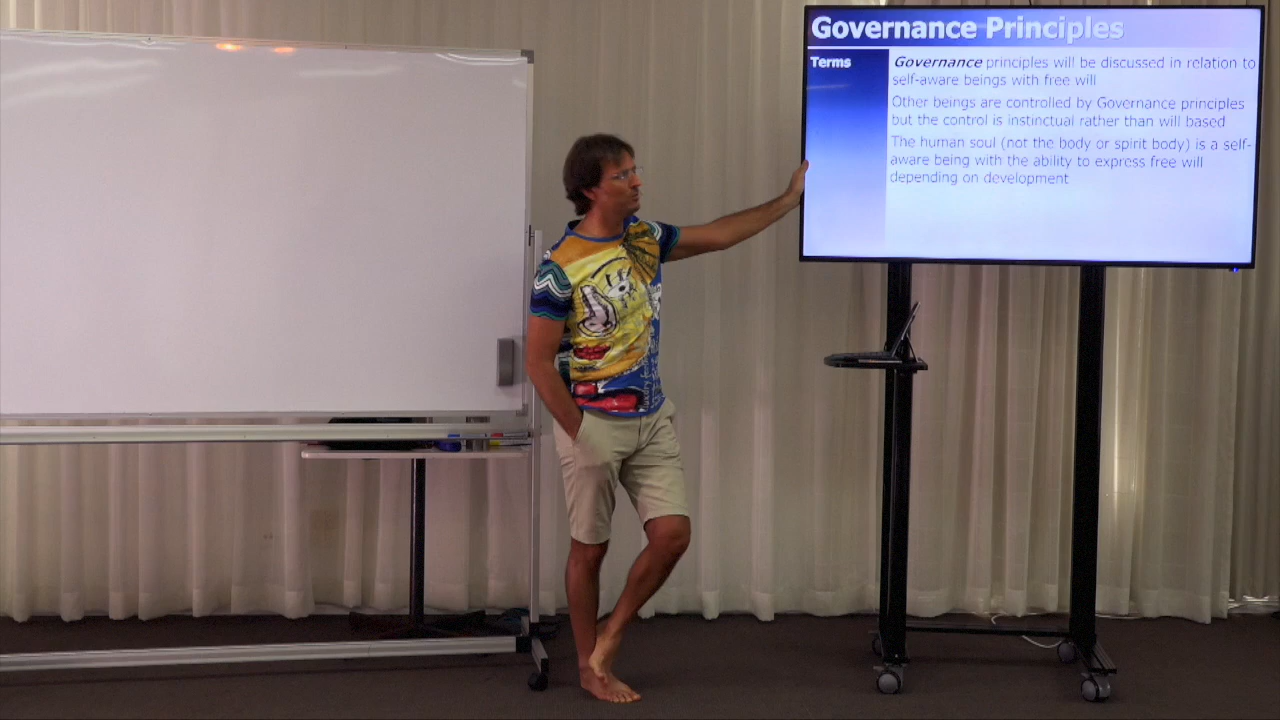 Governance Principles
Terms
Governance principles will be discussed in relation to
self-aware beings with free will
Other beings are controlled by Governance principles
but the control is instinctual rather than will based
The human soul (not the body or spirit body) is a self-
aware being with the ability to express free will
depending on development